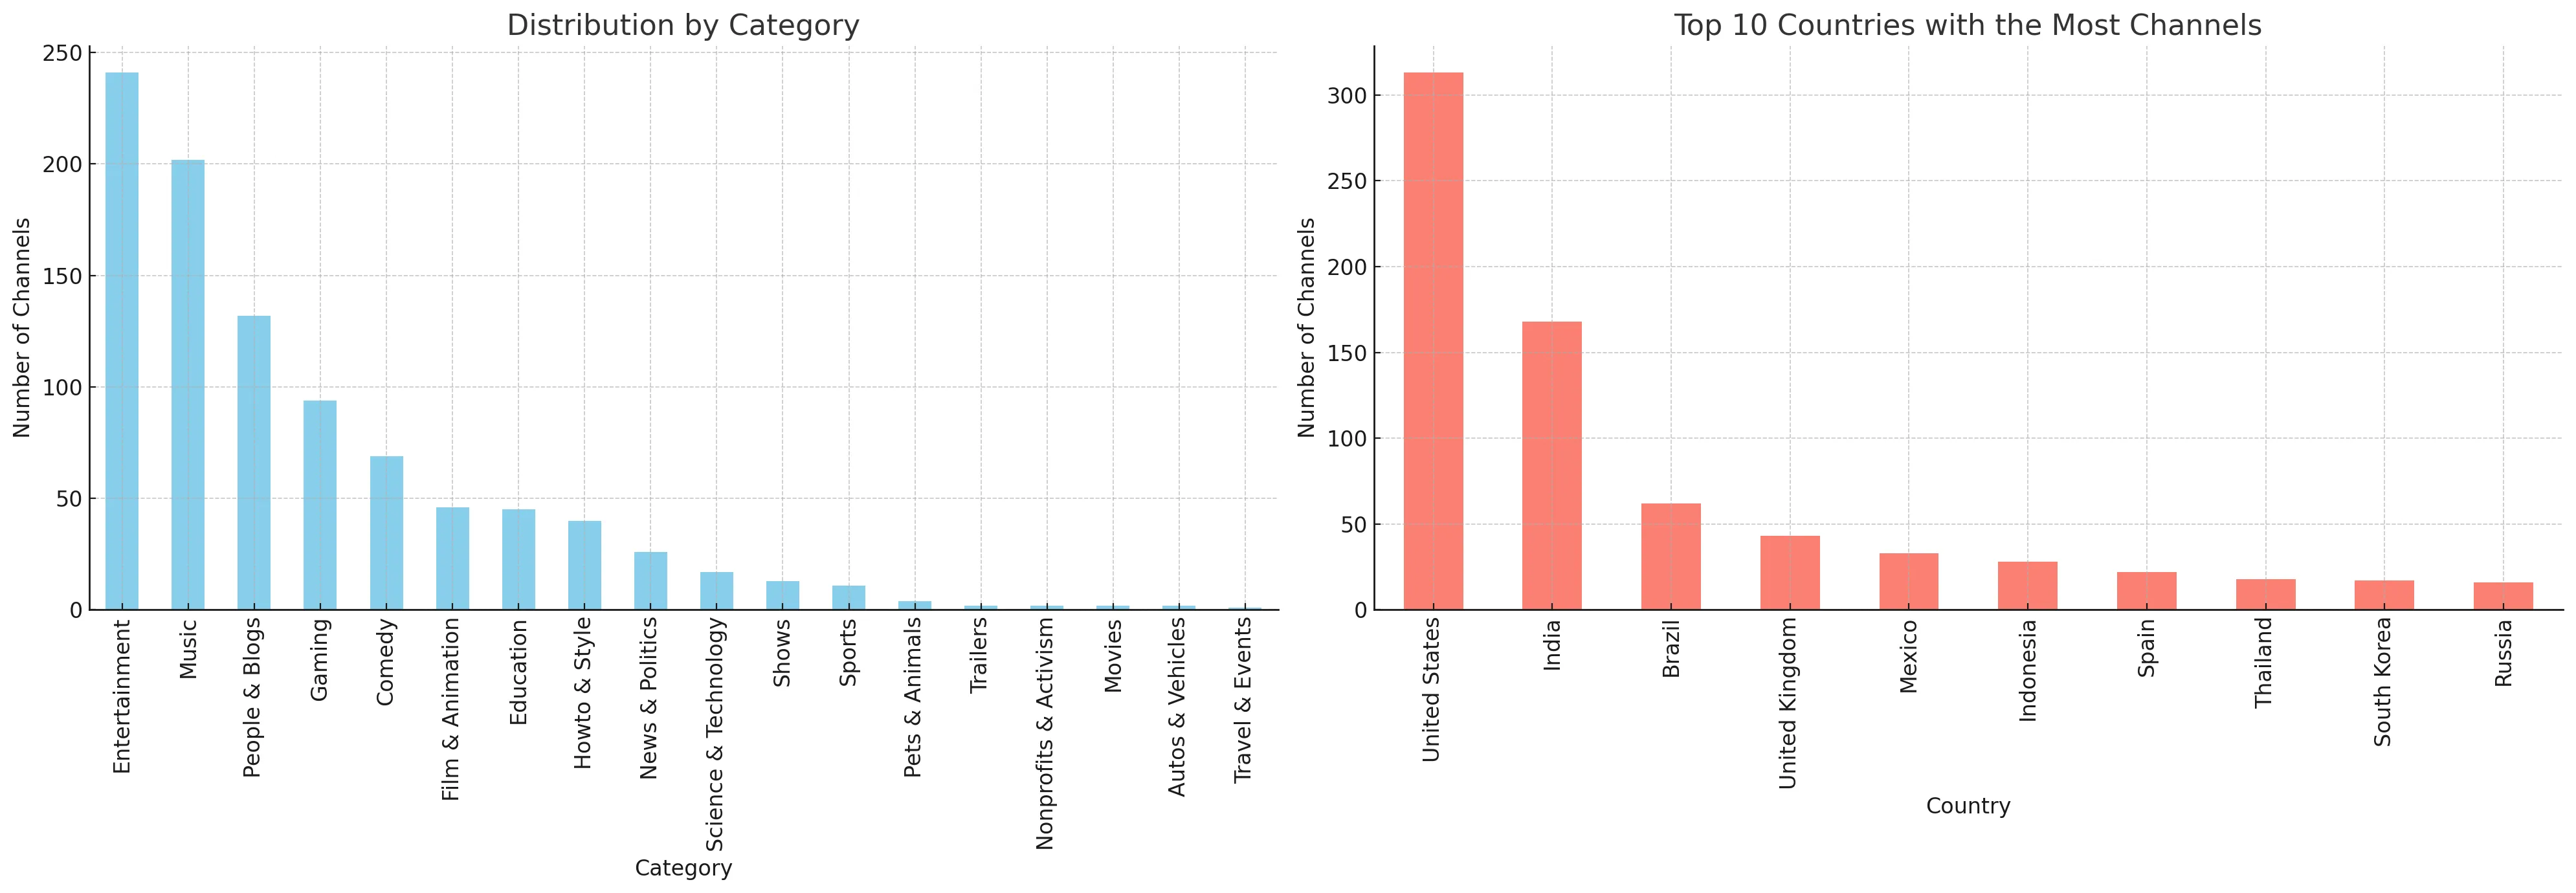 Distribution by Category
Number of Channels
250
200
150
100
50
0
Entertainment
Music
People & Blogs
Gaming
Comedy
Film & Animation
Education
Howto & Style
News & Politics
Science & Technology
Shows
Sports
Pets & Animals
Trailers
Nonprofits & Activism
Movies
Autos & Vehicles
Travel & Events
Category
Top 10 Countries with the Most Channels
Number of Channels
300
250
200
150
100
50
0
United States
India
Brazil
United Kingdom
Mexico
Indonesia
Spain
Thailand
South Korea
Russia
Country